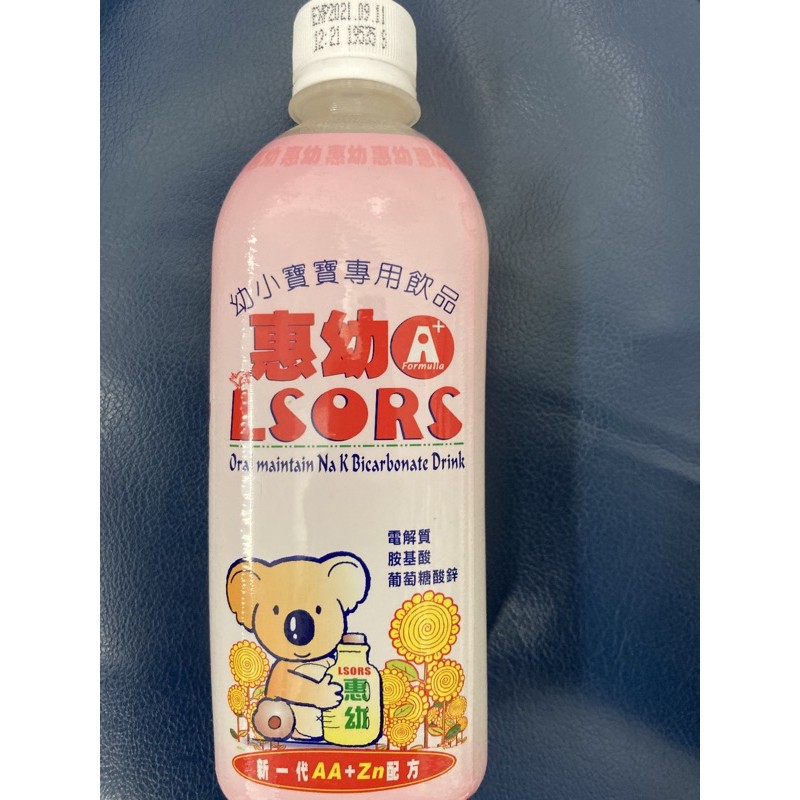 EXP2021.09.11
12:21 19535 S
惠幼 惠幼 惠幼 惠幼
幼小寶寶專用飲品
惠幼 A+
Formulla
LSORS
Oral maintain Na K Bicarbonate Drink
電解質
胺基酸
葡萄糖酸鋅
LSORS
惠
幼
新一代AA+Zn配方